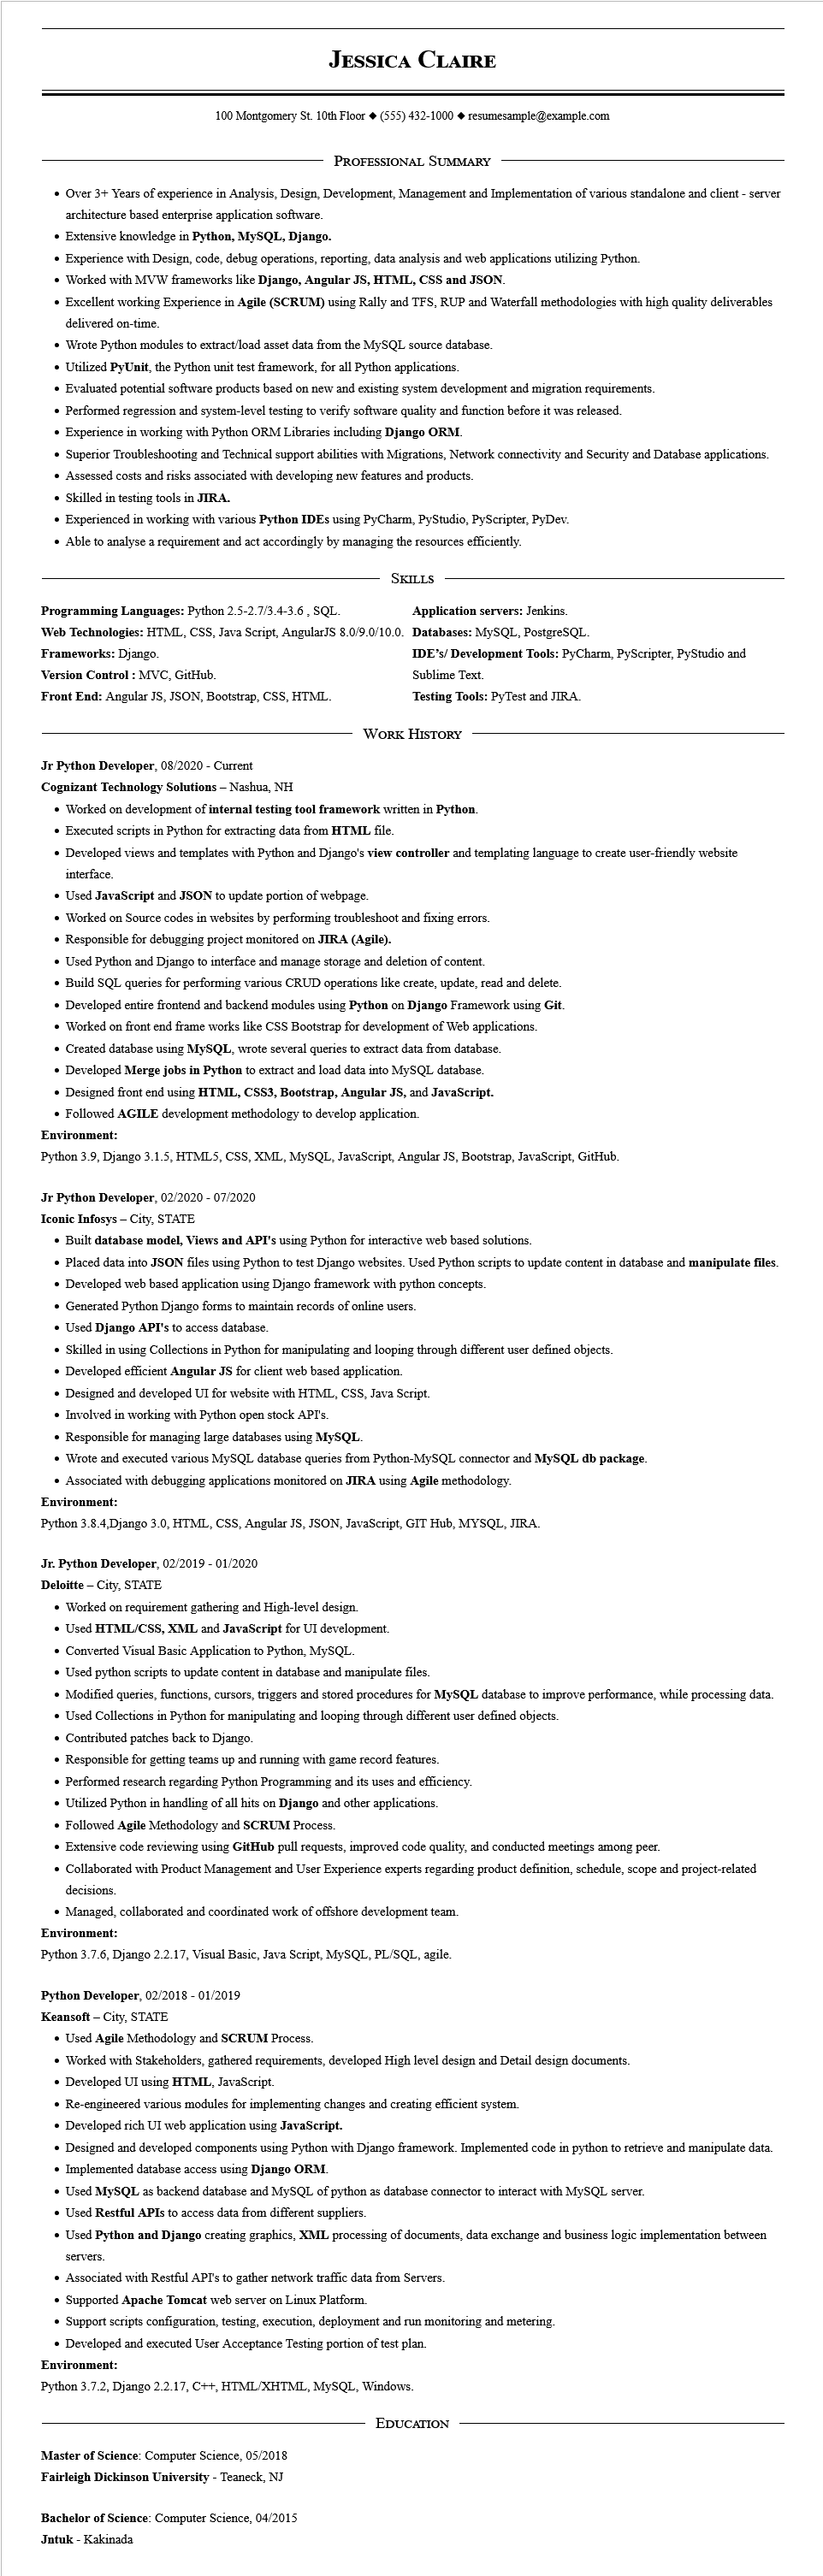 Jessica Claire
100 Montgomery St. 10th Floor ◆ (555) 432-1000 ◆ resumesample@example.com
Professional Summary
• Over 3+ Years of experience in Analysis, Design, Development, Management and Implementation of various standalone and client - server
architecture based enterprise application software.
• Extensive knowledge in Python, MySQL, Django.
• Experience with Design, code, debug operations, reporting, data analysis and web applications utilizing Python.
• Worked with MVW frameworks like Django, Angular JS, HTML, CSS and JSON.
• Excellent working Experience in Agile (SCRUM) using Rally and TFS, RUP and Waterfall methodologies with high quality deliverables
delivered on-time.
• Wrote Python modules to extract/load asset data from the MySQL source database.
• Utilized PyUnit, the Python unit test framework, for all Python applications.
• Evaluated potential software products based on new and existing system development and migration requirements.
• Performed regression and system-level testing to verify software quality and function before it was released.
• Experience in working with Python ORM Libraries including Django ORM.
• Superior Troubleshooting and Technical support abilities with Migrations, Network connectivity and Security and Database applications.
• Assessed costs and risks associated with developing new features and products.
• Skilled in testing tools in JIRA.
• Experienced in working with various Python IDEs using PyCharm, PyStudio, PyScripter, PyDev.
• Able to analyse a requirement and act accordingly by managing the resources efficiently.
Skills
Programming Languages: Python 2.5-2.7/3.4-3.6 , SQL.
Web Technologies: HTML, CSS, Java Script, AngularJS 8.0/9.0/10.0.
Frameworks: Django.
Version Control : MVC, GitHub.
Front End: Angular JS, JSON, Bootstrap, CSS, HTML.
Application servers: Jenkins.
Databases: MySQL, PostgreSQL.
IDE’s/ Development Tools: PyCharm, PyScripter, PyStudio and
Sublime Text.
Testing Tools: PyTest and JIRA.
Work History
Jr Python Developer, 08/2020 - Current
Cognizant Technology Solutions – Nashua, NH
• Worked on development of internal testing tool framework written in Python.
• Executed scripts in Python for extracting data from HTML file.
• Developed views and templates with Python and Django's view controller and templating language to create user-friendly website
interface.
• Used JavaScript and JSON to update portion of webpage.
• Worked on Source codes in websites by performing troubleshoot and fixing errors.
• Responsible for debugging project monitored on JIRA (Agile).
• Used Python and Django to interface and manage storage and deletion of content.
• Build SQL queries for performing various CRUD operations like create, update, read and delete.
• Developed entire frontend and backend modules using Python on Django Framework using Git.
• Worked on front end frame works like CSS Bootstrap for development of Web applications.
• Created database using MySQL, wrote several queries to extract data from database.
• Developed Merge jobs in Python to extract and load data into MySQL database.
• Designed front end using HTML, CSS3, Bootstrap, Angular JS, and JavaScript.
• Followed AGILE development methodology to develop application.
Environment:
Python 3.9, Django 3.1.5, HTML5, CSS, XML, MySQL, JavaScript, Angular JS, Bootstrap, JavaScript, GitHub.
Jr Python Developer, 02/2020 - 07/2020
Iconic Infosys – City, STATE
• Built database model, Views and API's using Python for interactive web based solutions.
• Placed data into JSON files using Python to test Django websites. Used Python scripts to update content in database and manipulate files.
• Developed web based application using Django framework with python concepts.
• Generated Python Django forms to maintain records of online users.
• Used Django API's to access database.
• Skilled in using Collections in Python for manipulating and looping through different user defined objects.
• Developed efficient Angular JS for client web based application.
• Designed and developed UI for website with HTML, CSS, Java Script.
• Involved in working with Python open stock API's.
• Responsible for managing large databases using MySQL.
• Wrote and executed various MySQL database queries from Python-MySQL connector and MySQL db package.
• Associated with debugging applications monitored on JIRA using Agile methodology.
Environment:
Python 3.8.4,Django 3.0, HTML, CSS, Angular JS, JSON, JavaScript, GIT Hub, MYSQL, JIRA.
Jr. Python Developer, 02/2019 - 01/2020
Deloitte – City, STATE
• Worked on requirement gathering and High-level design.
• Used HTML/CSS, XML and JavaScript for UI development.
• Converted Visual Basic Application to Python, MySQL.
• Used python scripts to update content in database and manipulate files.
• Modified queries, functions, cursors, triggers and stored procedures for MySQL database to improve performance, while processing data.
• Used Collections in Python for manipulating and looping through different user defined objects.
• Contributed patches back to Django.
• Responsible for getting teams up and running with game record features.
• Performed research regarding Python Programming and its uses and efficiency.
• Utilized Python in handling of all hits on Django and other applications.
• Followed Agile Methodology and SCRUM Process.
• Extensive code reviewing using GitHub pull requests, improved code quality, and conducted meetings among peer.
• Collaborated with Product Management and User Experience experts regarding product definition, schedule, scope and project-related
decisions.
• Managed, collaborated and coordinated work of offshore development team.
Environment:
Python 3.7.6, Django 2.2.17, Visual Basic, Java Script, MySQL, PL/SQL, agile.
Python Developer, 02/2018 - 01/2019
Keansoft – City, STATE
• Used Agile Methodology and SCRUM Process.
• Worked with Stakeholders, gathered requirements, developed High level design and Detail design documents.
• Developed UI using HTML, JavaScript.
• Re-engineered various modules for implementing changes and creating efficient system.
• Developed rich UI web application using JavaScript.
• Designed and developed components using Python with Django framework. Implemented code in python to retrieve and manipulate data.
• Implemented database access using Django ORM.
• Used MySQL as backend database and MySQL of python as database connector to interact with MySQL server.
• Used Restful APIs to access data from different suppliers.
• Used Python and Django creating graphics, XML processing of documents, data exchange and business logic implementation between
servers.
• Associated with Restful API's to gather network traffic data from Servers.
• Supported Apache Tomcat web server on Linux Platform.
• Support scripts configuration, testing, execution, deployment and run monitoring and metering.
• Developed and executed User Acceptance Testing portion of test plan.
Environment:
Python 3.7.2, Django 2.2.17, C++, HTML/XHTML, MySQL, Windows.
Education
Master of Science: Computer Science, 05/2018
Fairleigh Dickinson University - Teaneck, NJ
Bachelor of Science: Computer Science, 04/2015
Jntuk - Kakinada